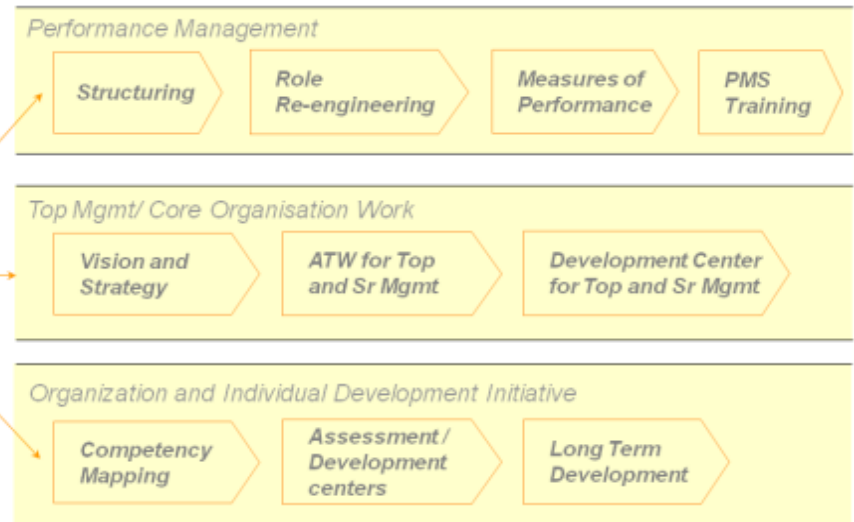 Performance Management
Structuring
Role
Re-engineering
Measures of
Performance
PMS
Training
Top Mgmt/ Core Organisation Work
Vision and
Strategy
ATW for Top
and Sr Mgmt
Development Center
for Top and Sr Mgmt
Organization and Individual Development Initiative
Competency
Mapping
Assessment /
Development
centers
Long Term
Development